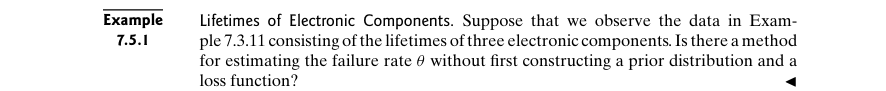 Example 7.5.1
Lifetimes of Electronic Components. Suppose that we observe the data in Exam-
ple 7.3.11 consisting of the lifetimes of three electronic components. Is there a method
for estimating the failure rate θ without first constructing a prior distribution and a
loss function? ◄